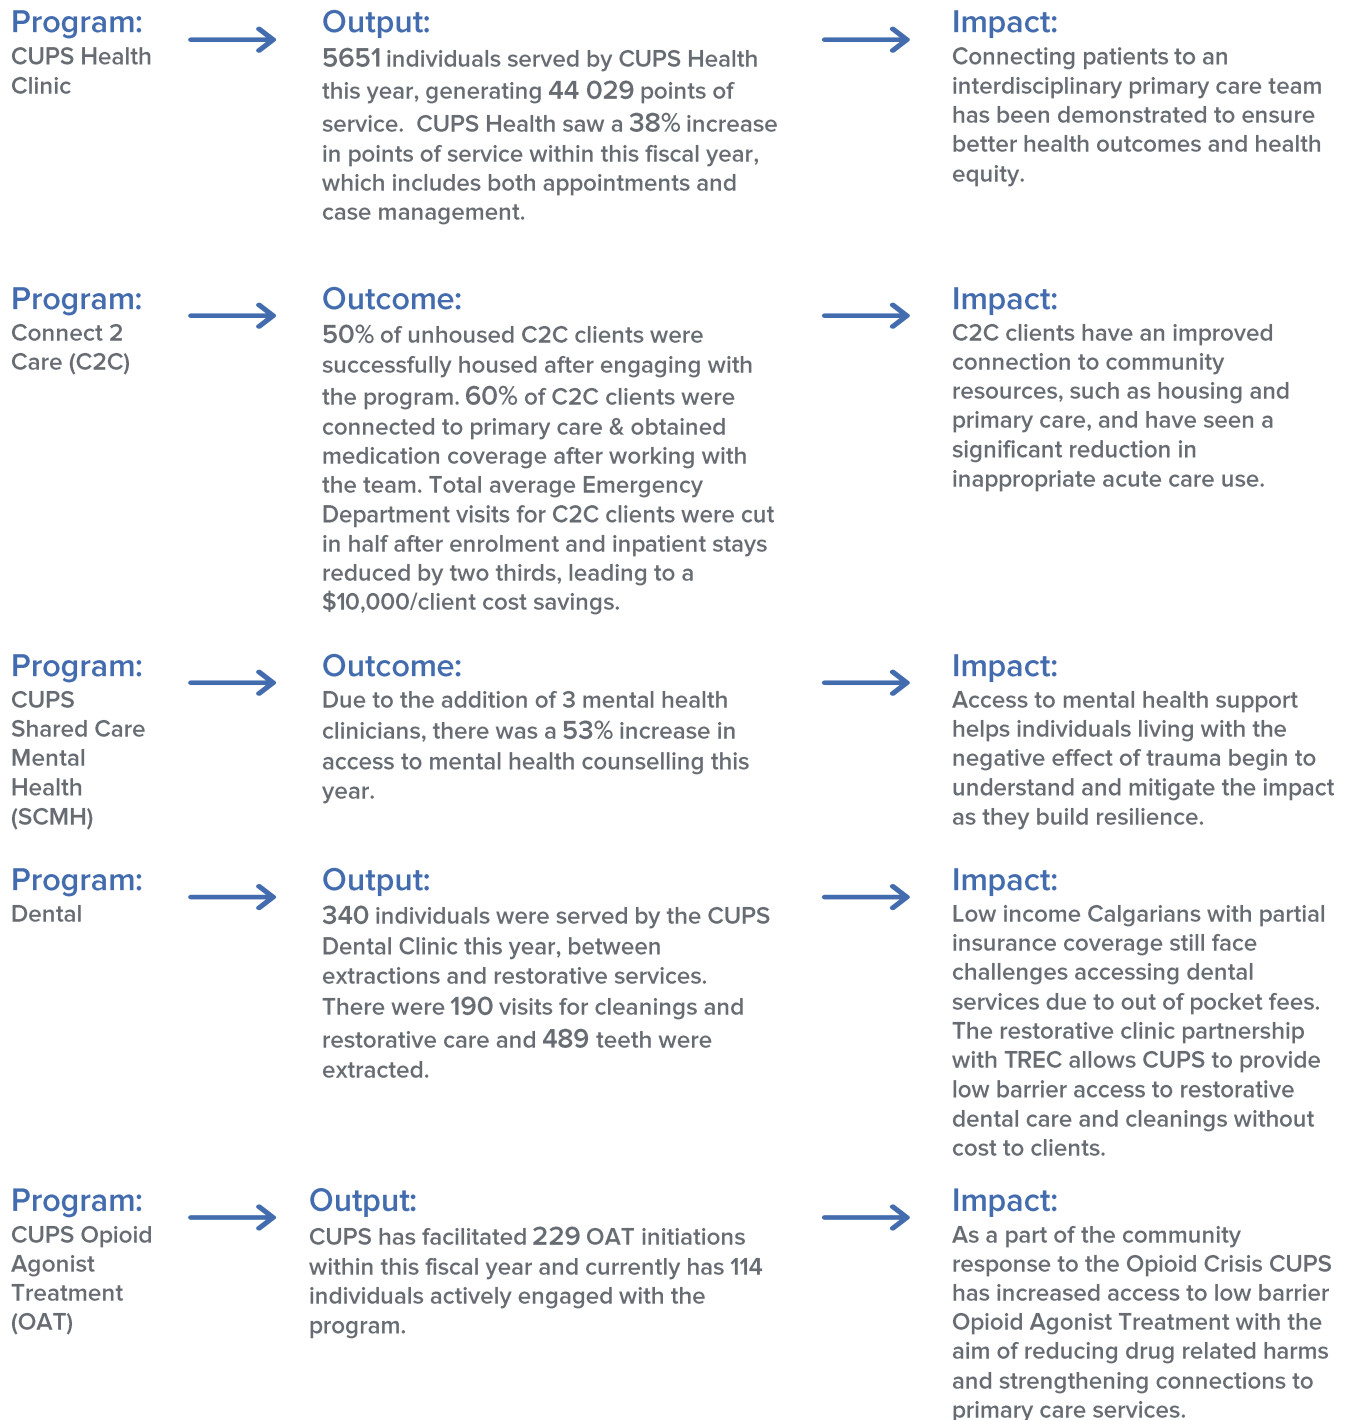 Program:
CUPS Health
Clinic
Output:
5651 individuals served by CUPS Health
this year, generating 44 029 points of
service.  CUPS Health saw a 38% increase
in points of service within this fiscal year,
which includes both appointments and
case management.
Impact:
Connecting patients to an
interdisciplinary primary care team
has been demonstrated to ensure
better health outcomes and health
equity.
Program:
Connect 2
Care (C2C)
Outcome:
50% of unhoused C2C clients were
successfully housed after engaging with
the program. 60% of C2C clients were
connected to primary care & obtained
medication coverage after working with
the team. Total average Emergency
Department visits for C2C clients were cut
in half after enrolment and inpatient stays
reduced by two thirds, leading to a
$10,000/client cost savings.
Impact:
C2C clients have an improved
connection to community
resources, such as housing and
primary care, and have seen a
significant reduction in
inappropriate acute care use.
Program:
CUPS
Shared Care
Mental
Health
(SCMH)
Outcome:
Due to the addition of 3 mental health
clinicians, there was a 53% increase in
access to mental health counselling this
year.
Impact:
Access to mental health support
helps individuals living with the
negative effect of trauma begin to
understand and mitigate the impact
as they build resilience.
Program:
Dental
Output:
340 individuals were served by the CUPS
Dental Clinic this year, between
extractions and restorative services.
There were 190 visits for cleanings and
restorative care and 489 teeth were
extracted.
Impact:
Low income Calgarians with partial
insurance coverage still face
challenges accessing dental
services due to out of pocket fees.
The restorative clinic partnership
with TREC allows CUPS to provide
low barrier access to restorative
dental care and cleanings without
cost to clients.
Program:
CUPS Opioid
Agonist
Treatment
(OAT)
Output:
CUPS has facilitated 229 OAT initiations
within this fiscal year and currently has 114
individuals actively engaged with the
program.
Impact:
As a part of the community
response to the Opioid Crisis CUPS
has increased access to low barrier
Opioid Agonist Treatment with the
aim of reducing drug related harms
and strengthening connections to
primary care services.